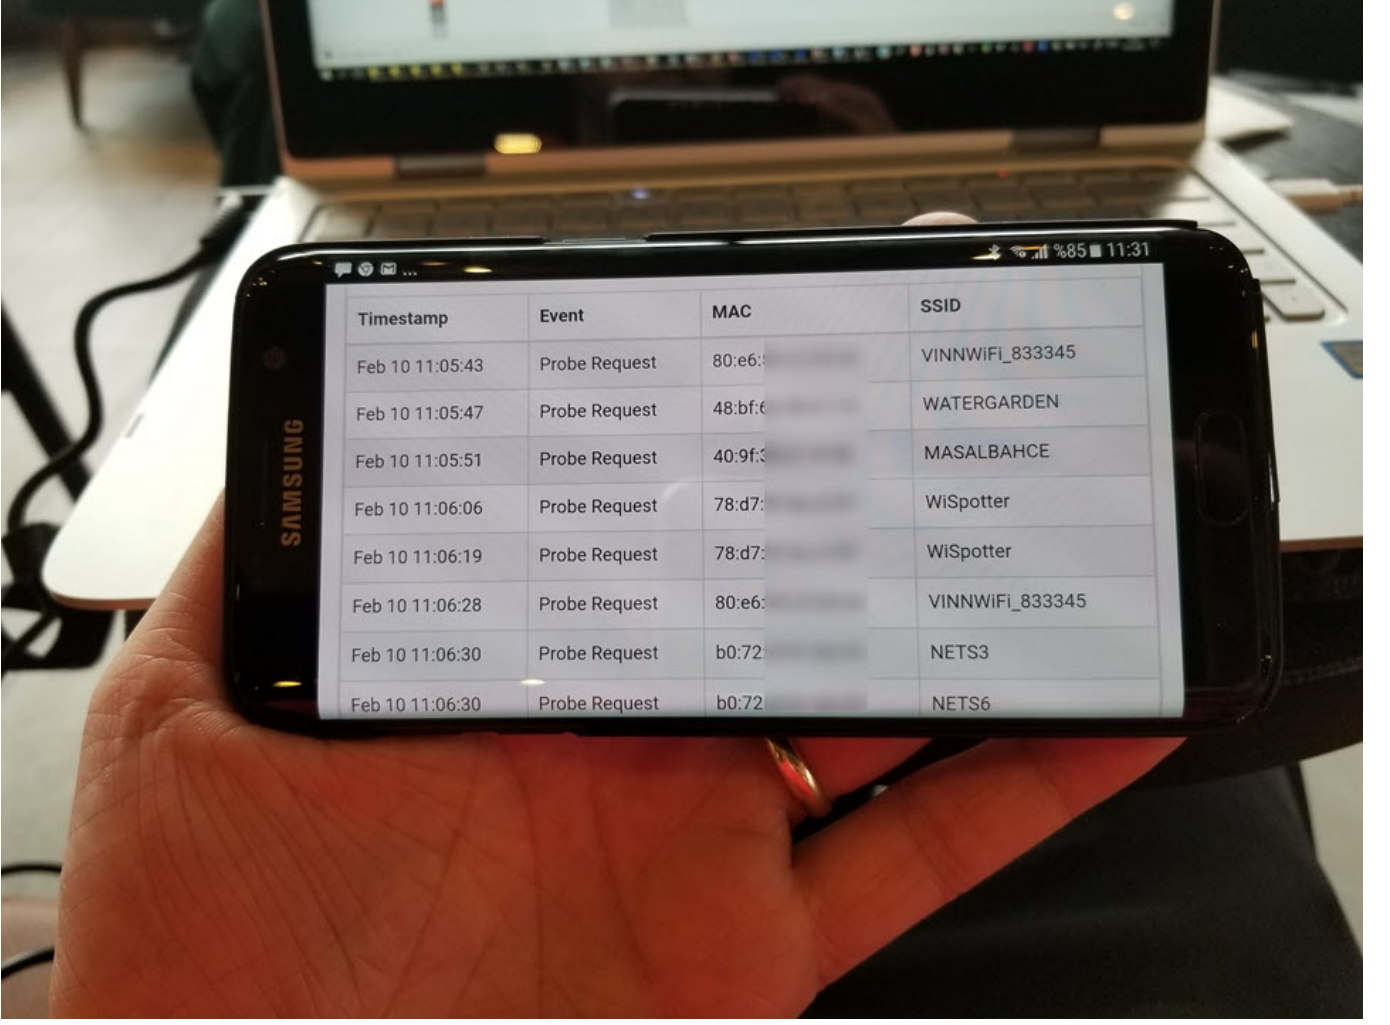 %85 11:31
...
Timestamp Event MAC SSID
Feb 10 11:05:43 Probe Request 80:e6: VINNWiFi_833345
Feb 10 11:05:47 Probe Request 48:bf:6 WATERGARDEN
Feb 10 11:05:51 Probe Request 40:9f:3 MASALBAHCE
Feb 10 11:06:06 Probe Request 78:d7: WiSpotter
Feb 10 11:06:19 Probe Request 78:d7: WiSpotter
Feb 10 11:06:28 Probe Request 80:e6: VINNWiFi_833345
Feb 10 11:06:30 Probe Request b0:72: NETS3
Feb 10 11:06:30 Probe Request b0:72 NETS6
SAMSUNG